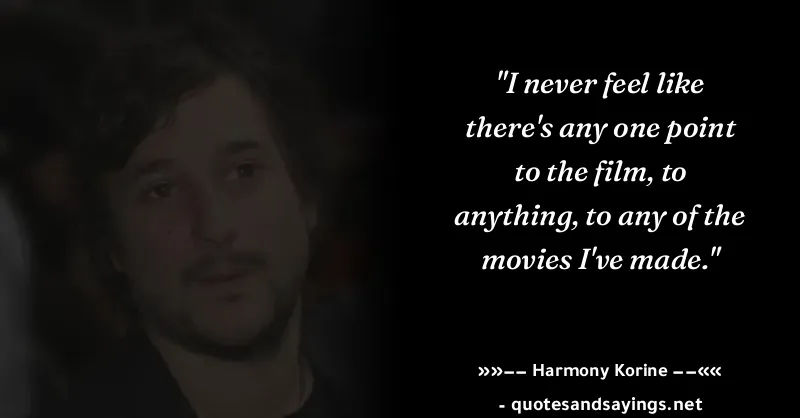 "I never feel like
there's any one point
to the film, to
anything, to any of the
movies I've made."
»»–– Harmony Korine ––««
- quotesandsayings.net